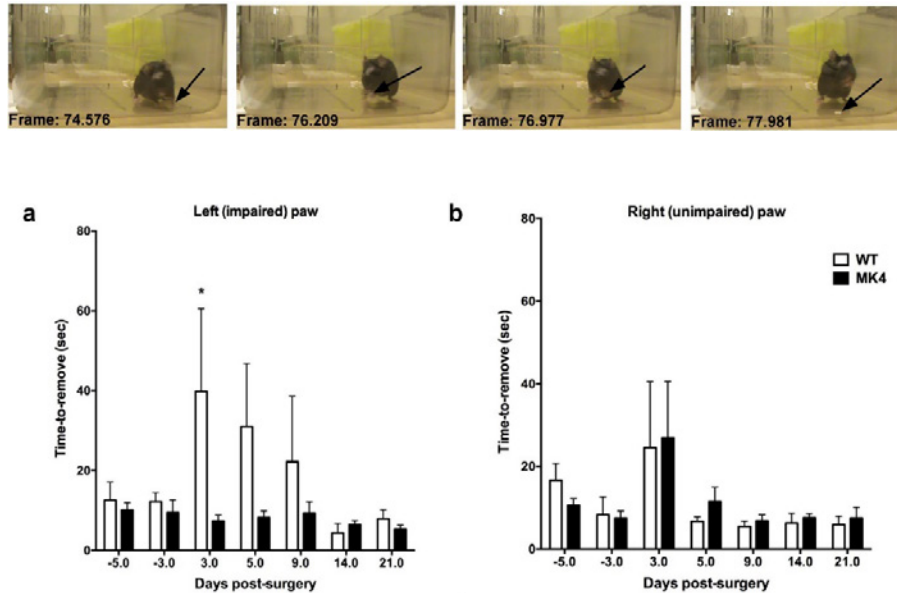 Frame: 74.576
Frame: 76.209
Frame: 76.977
Frame: 77.981
a
Left (impaired) paw
80
60
40
20
0
Time-to-remove (sec)
*
-5.0 -3.0 3.0 5.0 9.0 14.0 21.0
Days post-surgery
b
Right (unimpaired) paw
80
60
40
20
0
Time-to-remove (sec)
WT
MK4
-5.0 -3.0 3.0 5.0 9.0 14.0 21.0
Days post-surgery